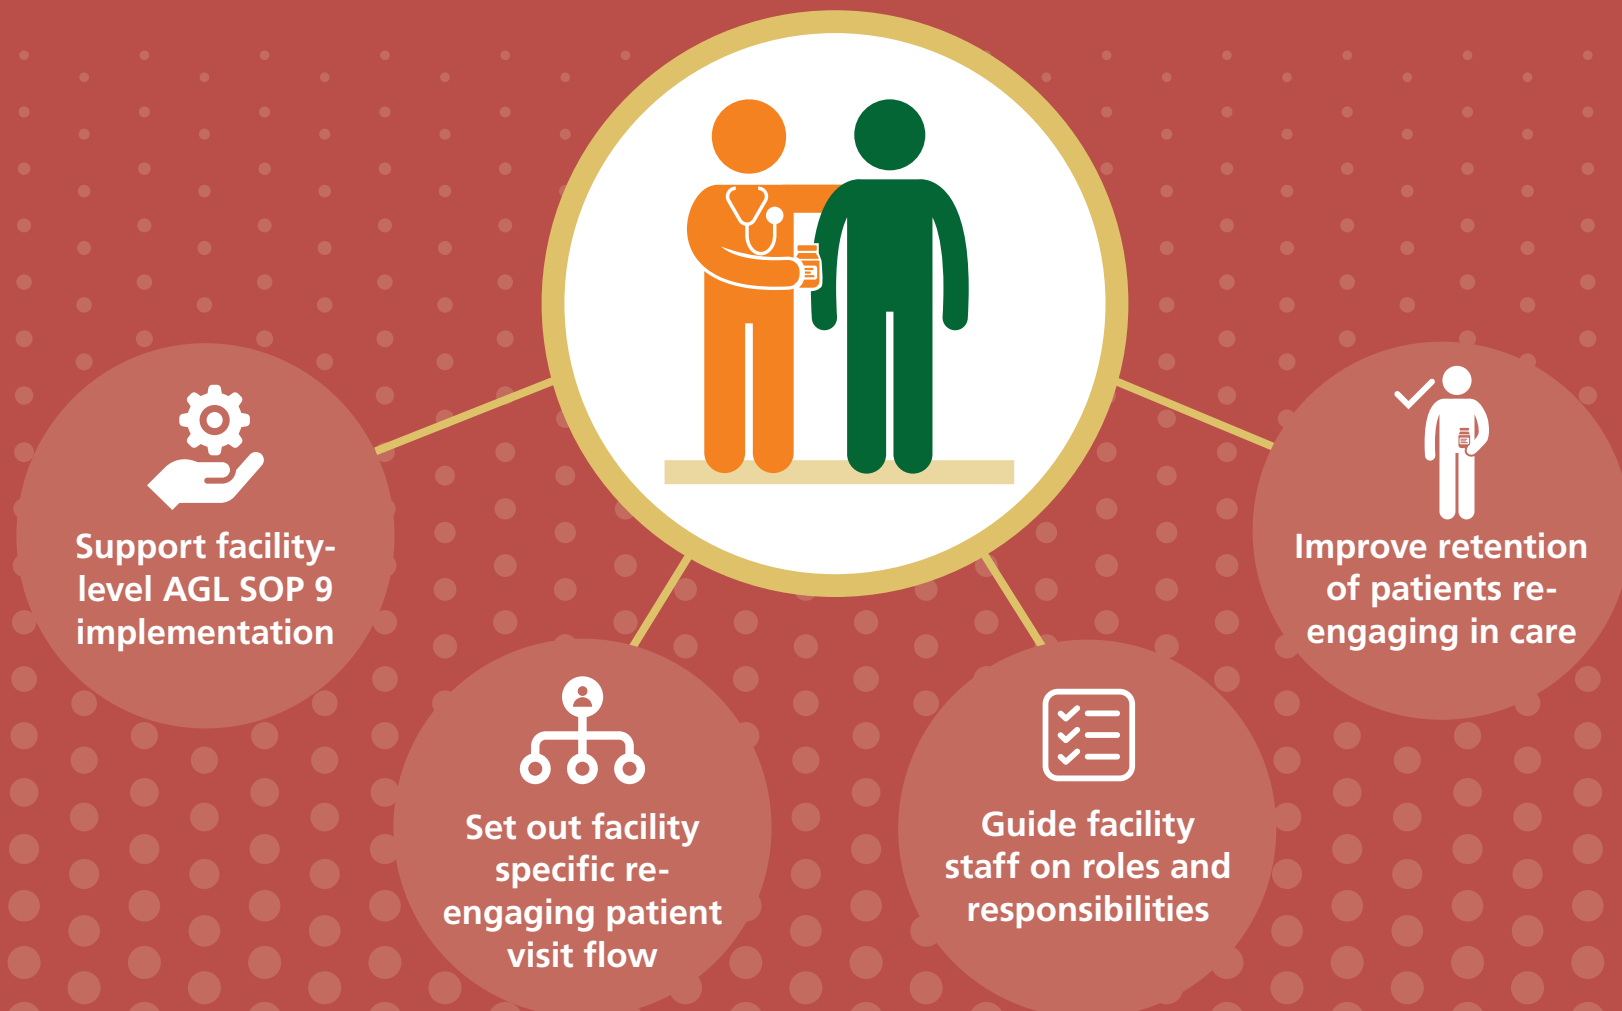 Support facility-
level AGL SOP 9
implementation
Set out facility
specific re-
engaging patient
visit flow
Guide facility
staff on roles and
responsibilities
Improve retention
of patients re-
engaging in care